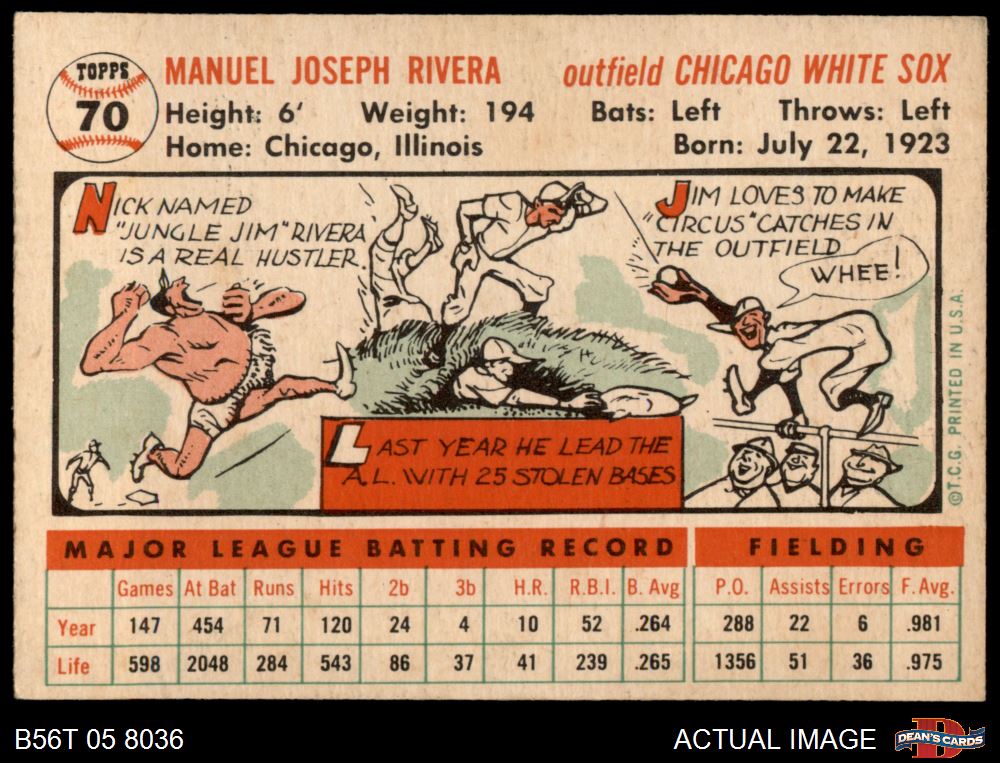 TOPPS
70
MANUEL JOSEPH RIVERA outfield CHICAGO WHITE SOX
Height: 6' Weight: 194 Bats: Left Throws: Left
Home: Chicago, Illinois Born: July 22, 1923
NICK NAMED
"JUNGLE JIM" RIVERA
IS A REAL HUSTLER.
JIM LOVES TO MAKE
"CIRCUS" CATCHES IN
THE OUTFIELD
WHEE!
LAST YEAR HE LEAD THE
A.L. WITH 25 STOLEN BASES
©T.C.G. PRINTED IN U.S.A.
MAJOR LEAGUE BATTING RECORD FIELDING
Games At Bat Runs Hits 2b 3b H.R. R.B.I. B. Avg P.O. Assists Errors F. Avg.
Year 147 454 71 120 24 4 10 52 .264 288 22 6 .981
Life 598 2048 284 543 86 37 41 239 .265 1356 51 36 .975
B56T 05 8036 ACTUAL IMAGE DEAN'S CARDS